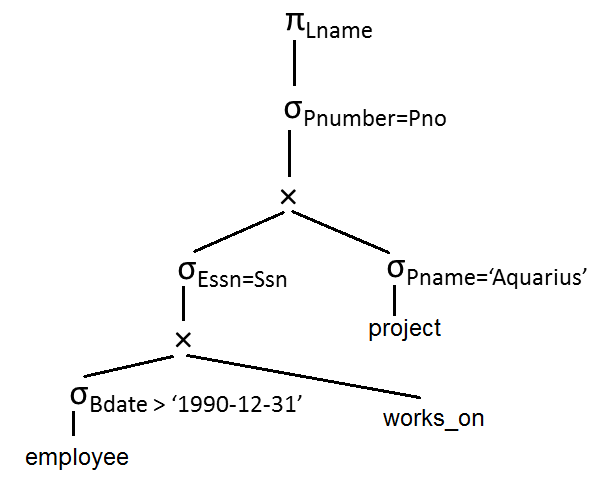 πLname
σPnumber=Pno
×
σEssn=Ssn
σPname=‘Aquarius’
project
×
σBdate > ‘1990-12-31’
works_on
employee